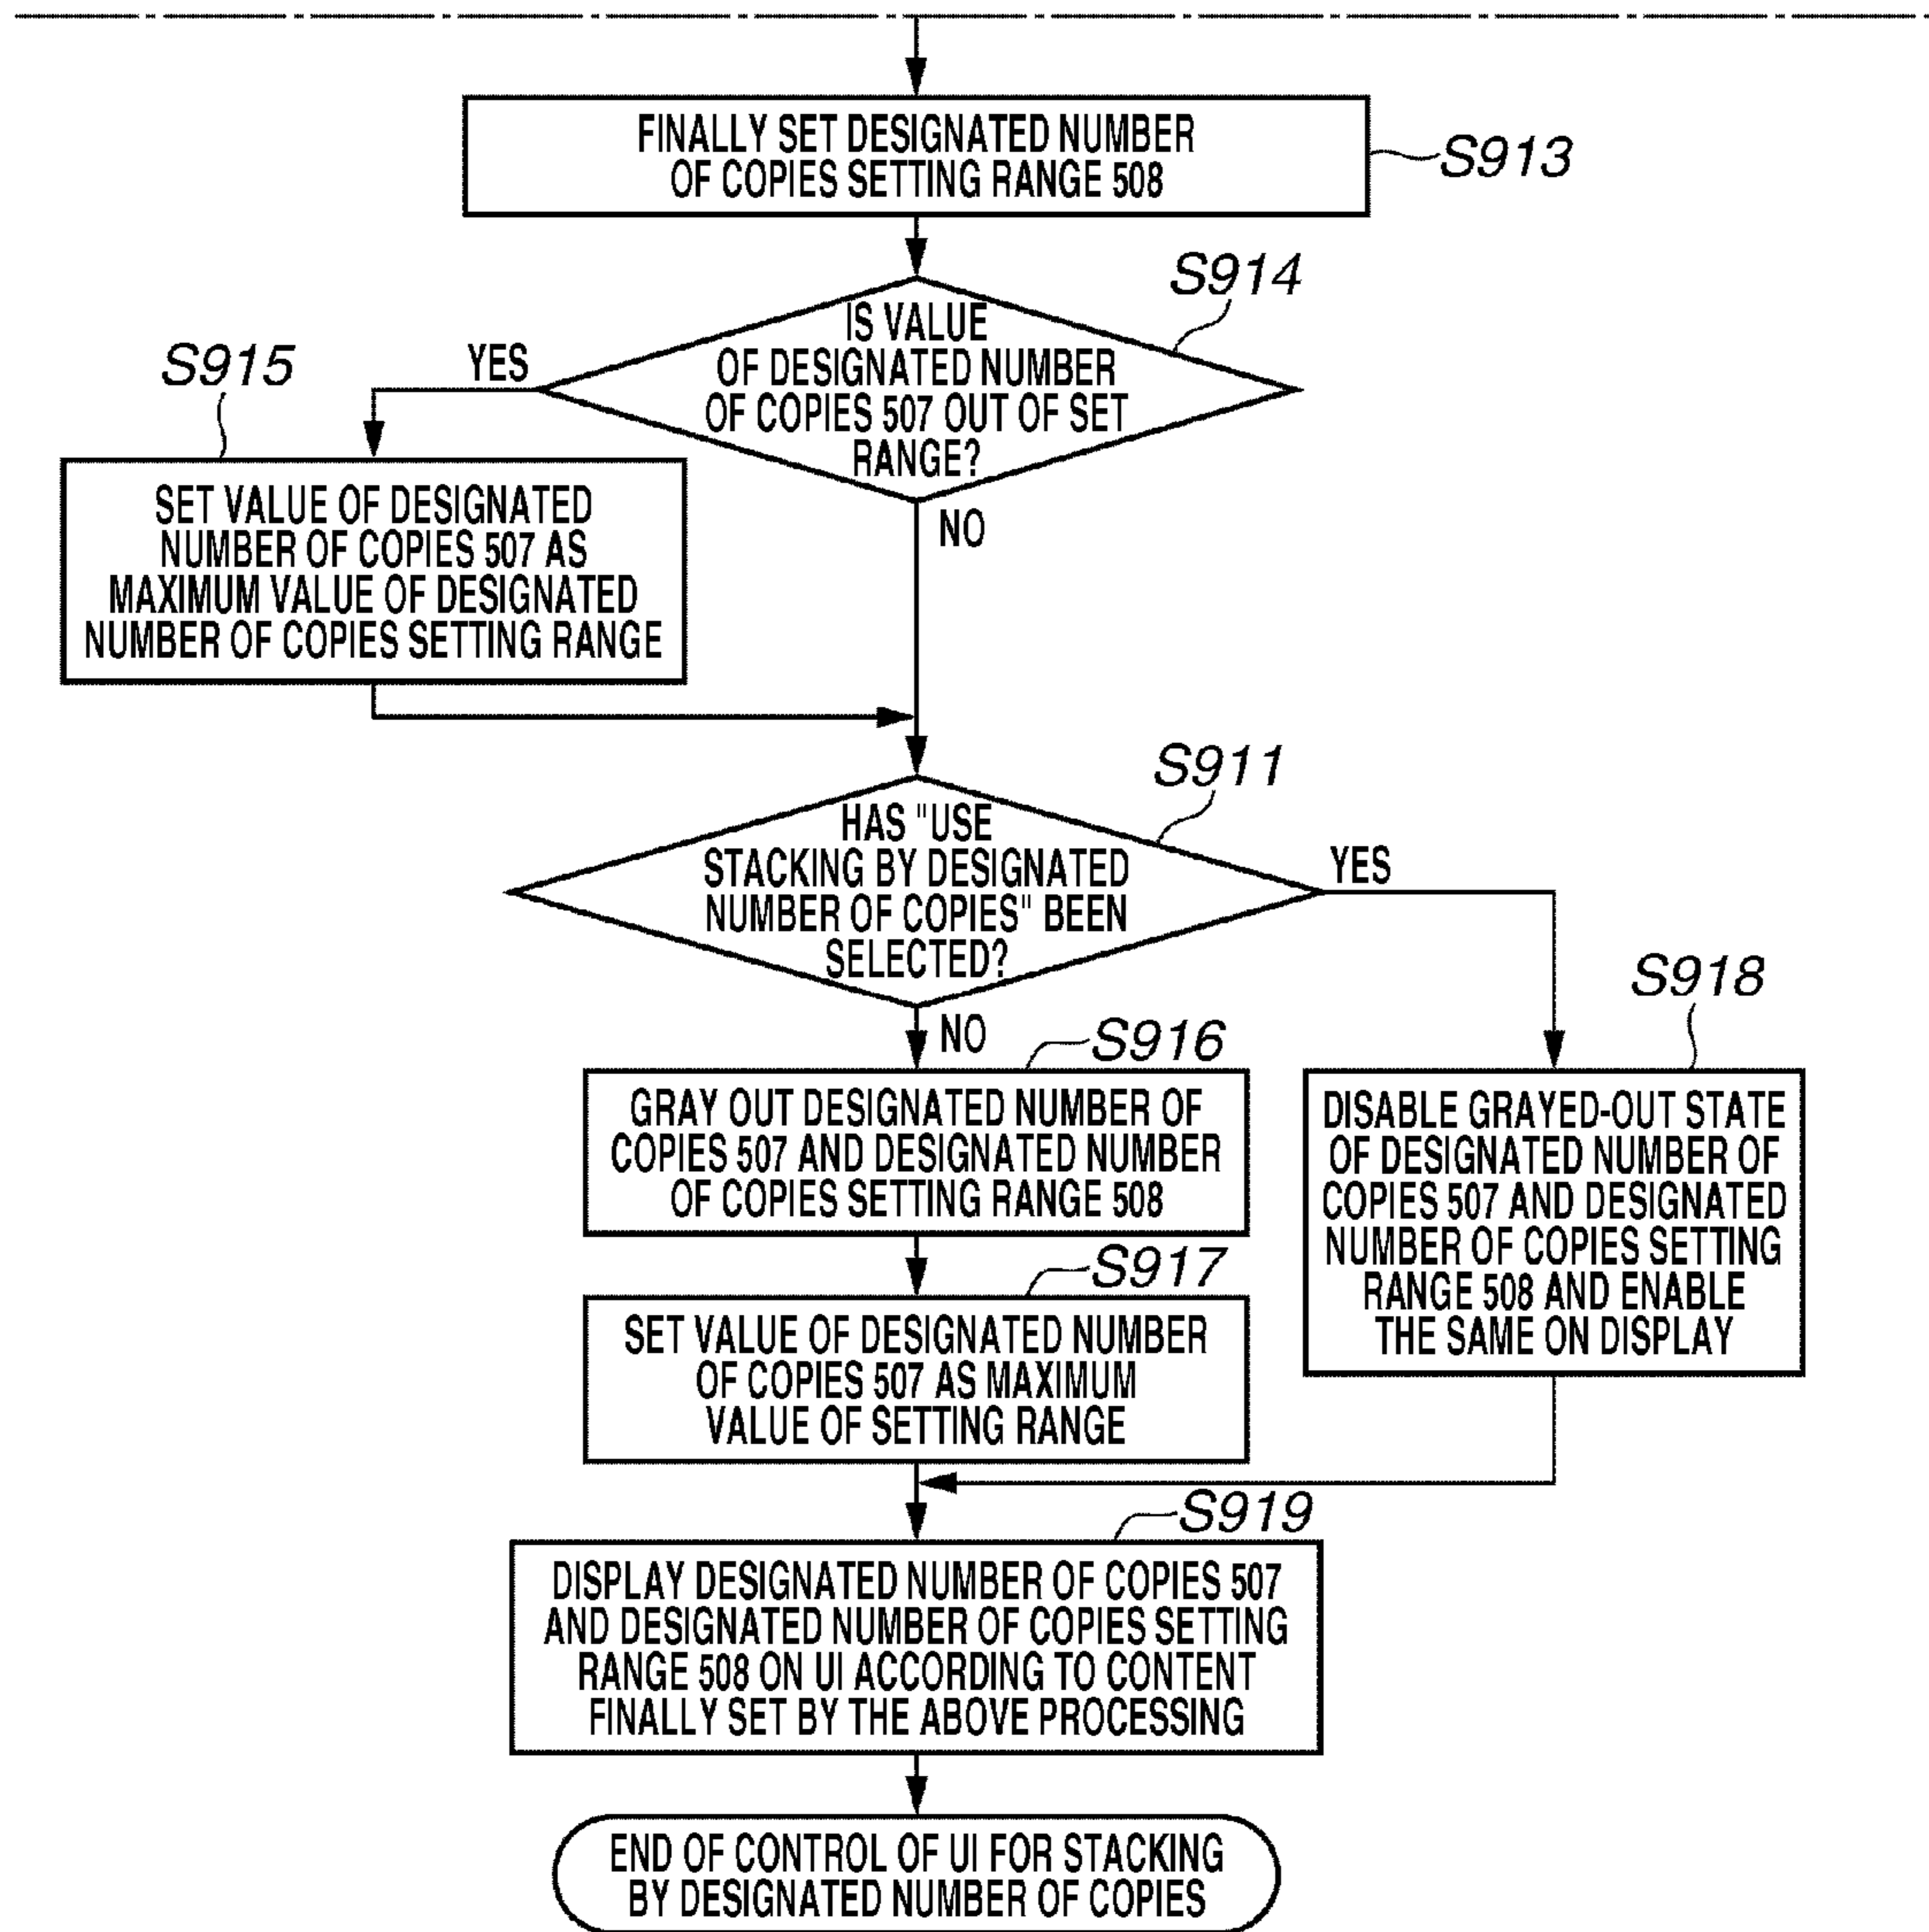 FINALLY SET DESIGNATED NUMBER
OF COPIES SETTING RANGE 508
S913
S914
IS VALUE
OF DESIGNATED NUMBER
OF COPIES 507 OUT OF SET
RANGE?
YES
NO
S915
SET VALUE OF DESIGNATED
NUMBER OF COPIES 507 AS
MAXIMUM VALUE OF DESIGNATED
NUMBER OF COPIES SETTING RANGE
S911
HAS "USE
STACKING BY DESIGNATED
NUMBER OF COPIES" BEEN
SELECTED?
YES
NO
S916
GRAY OUT DESIGNATED NUMBER OF
COPIES 507 AND DESIGNATED NUMBER
OF COPIES SETTING RANGE 508
S918
DISABLE GRAYED-OUT STATE
OF DESIGNATED NUMBER OF
COPIES 507 AND DESIGNATED
NUMBER OF COPIES SETTING
RANGE 508 AND ENABLE
THE SAME ON DISPLAY
S917
SET VALUE OF DESIGNATED NUMBER
OF COPIES 507 AS MAXIMUM
VALUE OF SETTING RANGE
S919
DISPLAY DESIGNATED NUMBER OF COPIES 507
AND DESIGNATED NUMBER OF COPIES SETTING
RANGE 508 ON UI ACCORDING TO CONTENT
FINALLY SET BY THE ABOVE PROCESSING
END OF CONTROL OF UI FOR STACKING
BY DESIGNATED NUMBER OF COPIES